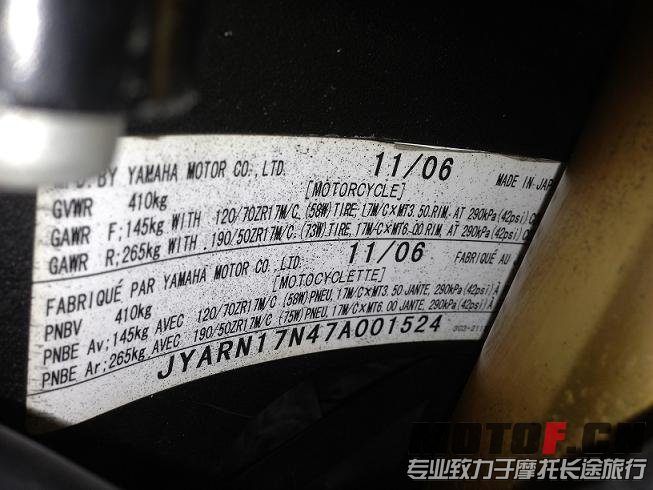 MFD. BY YAMAHA MOTOR CO.,LTD. 11/06 MADE IN JAP
GVWR 410kg [MOTORCYCLE]
GAWR F;145kg WITH 120/70ZR17M/C (58W)TIRE,17M/C×MT3.50.RIM, AT 290kPa(42psi)C
GAWR R;265kg WITH 190/50ZR17M/C (73W)TIRE,17M/C×MT6.00.RIM, AT 290kPa(42psi)C
FABRIQUÉ PAR YAMAHA MOTOR CO.,LTD. 11/06 FABRIQUÉ AU
PNBV 410kg [MOTOCYCLETTE]
PNBE Av;145kg AVEC 120/70ZR17M/C (58W)PNEU,17M/C×MT3.50 JANTE, 290kPa(42psi)À
PNBE Ar;265kg AVEC 190/50ZR17M/C (75W)PNEU,17M/C×MT6.00 JANTE, 290kPa(42psi)À
JYARN17N47A001524
MOTOF.CN
专业致力于摩托长途旅行